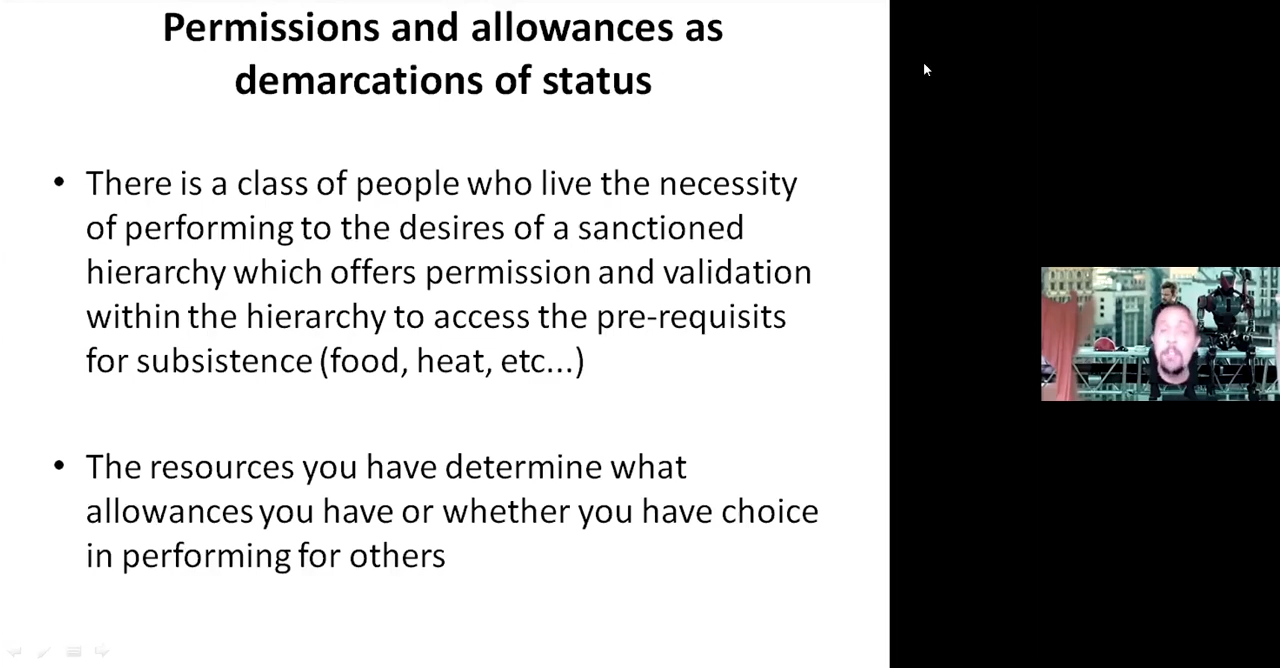 Permissions and allowances as
demarcations of status
• There is a class of people who live the necessity
of performing to the desires of a sanctioned
hierarchy which offers permission and validation
within the hierarchy to access the pre-requisits
for subsistence (food, heat, etc...)
• The resources you have determine what
allowances you have or whether you have choice
in performing for others